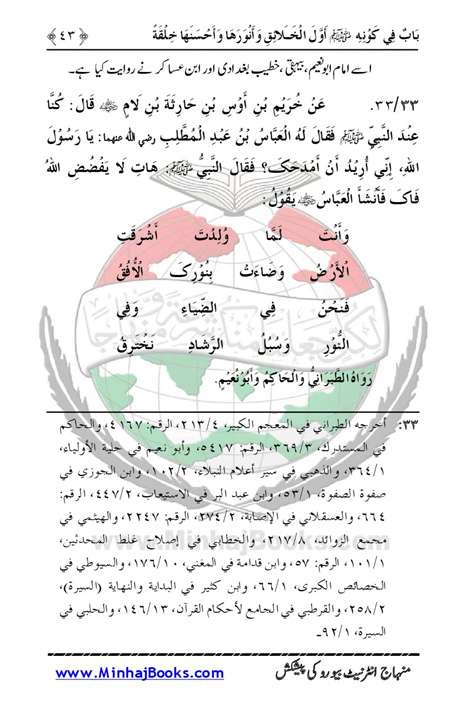 بَابٌ فِي كَوْنِهِ ﷺ أَوَّلَ الْخَلَائِقِ وَأَنْوَرَهَا وَأَحْسَنَهَا خِلْقَةً ﴿ ٤٣ ﴾
اسے امام ابو نعیم، بیہقی، خطیب بغدادی اور ابن عساکر نے روایت کیا ہے۔
٣٣/٣٣. عَنْ خُرَيْمِ بْنِ أَوْسِ بْنِ حَارِثَةَ بْنِ لَامٍ ﷺ قَالَ: كُنَّا
عِنْدَ النَّبِيِّ ﷺ فَقَالَ لَهُ الْعَبَّاسُ بْنُ عَبْدِ الْمُطَّلِبِ رضي الله عنهما: يَا رَسُوْلَ
اللهِ، إِنِّي أُرِيْدُ أَنْ أَمْدَحَكَ؟ فَقَالَ النَّبِيُّ ﷺ: هَاتِ لَا يَفْضُضِ اللهُ
فَاكَ فَأَنْشَأَ الْعَبَّاسُ يَقُوْلُ:
وَأَنْتَ لَمَّا وُلِدْتَ أَشْرَقَتِ
الْأَرْضُ وَضَاءَتْ بِنُوْرِكَ الْأُفُقُ
فَنَحْنُ فِي الضِّيَاءِ وَفِي
النُّوْرِ وَسُبُلُ الرَّشَادِ نَخْتَرِقُ
رَوَاهُ الطَّبَرَانِيُّ وَالْحَاكِمُ وَأَبُوْنُعَيْمٍ.
٣٣: أخرجه الطبراني في المعجم الكبير، ٢١٣/٤، الرقم: ٤١٦٧، والحاكم
في المستدرك، ٣٦٩/٣، الرقم: ٥٤١٧، وأبو نعيم في حلية الأولياء،
٣٦٤/١، والذهبي في سير أعلام النبلاء، ١٠٢/٢، وابن الجوزي في
صفوة الصفوة، ٥٣/١، وابن عبد البر في الاستيعاب، ٤٤٧/٢، الرقم:
٦٦٤، والعسقلاني في الإصابة، ٢٧٤/٢، الرقم: ٢٢٤٧، والهيثمي في
مجمع الزوائد، ٢١٧/٨، والخطابي في إصلاح غلط المحدثين،
١٠١/١، الرقم: ٥٧، وابن قدامة في المغني، ١٧٦/١٠، والسيوطي في
الخصائص الكبرى، ٦٦/١، وابن كثير في البداية والنهاية (السيرة)،
٢٥٨/٢، والقرطبي في الجامع لأحكام القرآن، ١٤٦/١٣، والحلبي في
السيرة، ٩٢/١۔
www.MinhajBooks.com
منہاج انٹرنیٹ بیورو کی پیشکش
www.MinhajBooks.com